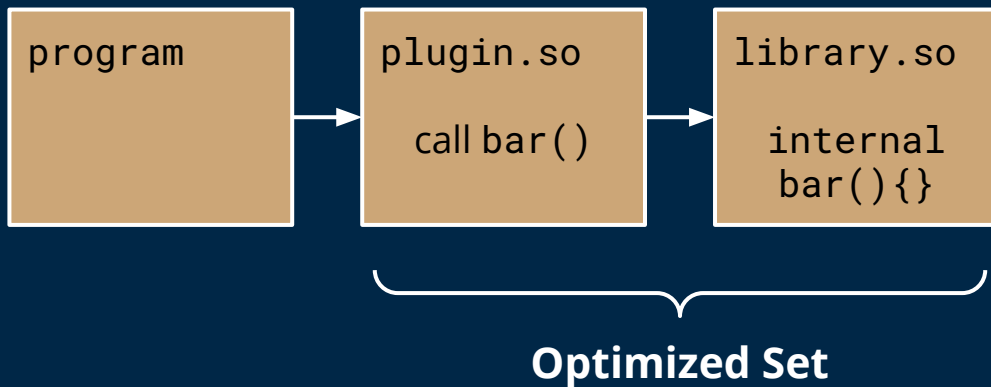 program
plugin.so
call bar()
library.so
internal
bar(){}
Optimized Set